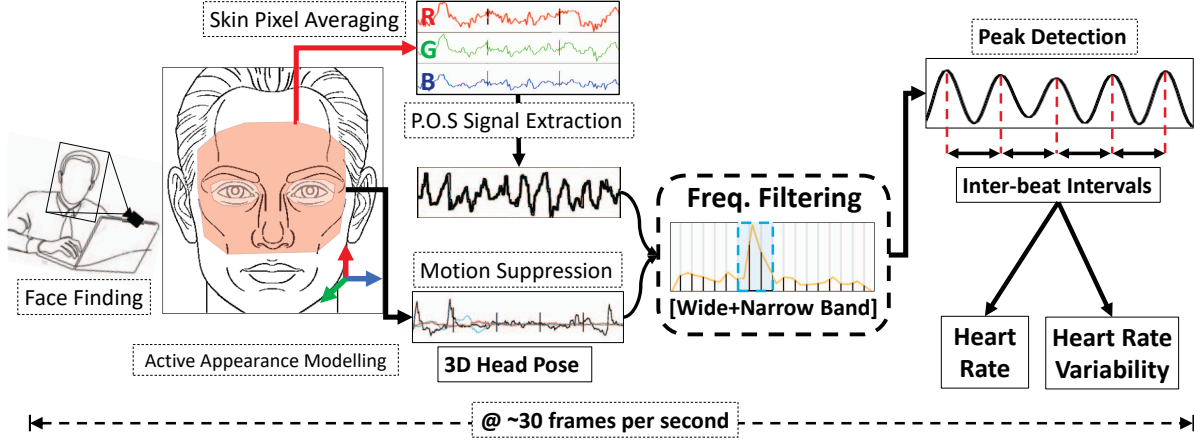 Skin Pixel Averaging
R
G
B
P.O.S Signal Extraction
Face Finding
Active Appearance Modelling
Motion Suppression
3D Head Pose
Freq. Filtering
[Wide+Narrow Band]
Peak Detection
Inter-beat Intervals
Heart
Rate
Heart Rate
Variability
@ ~30 frames per second